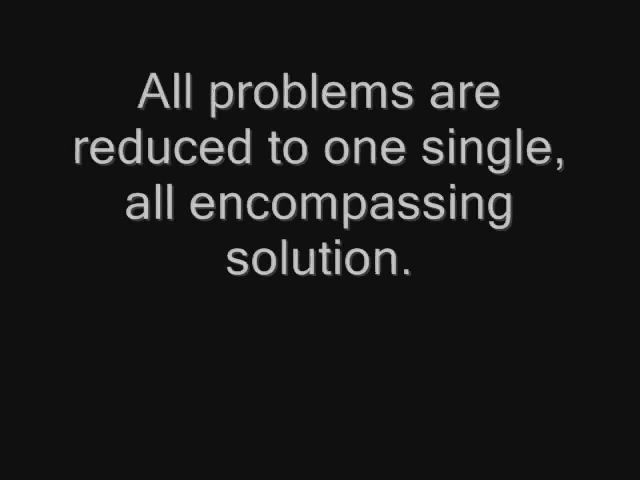 All problems are
reduced to one single,
all encompassing
solution.